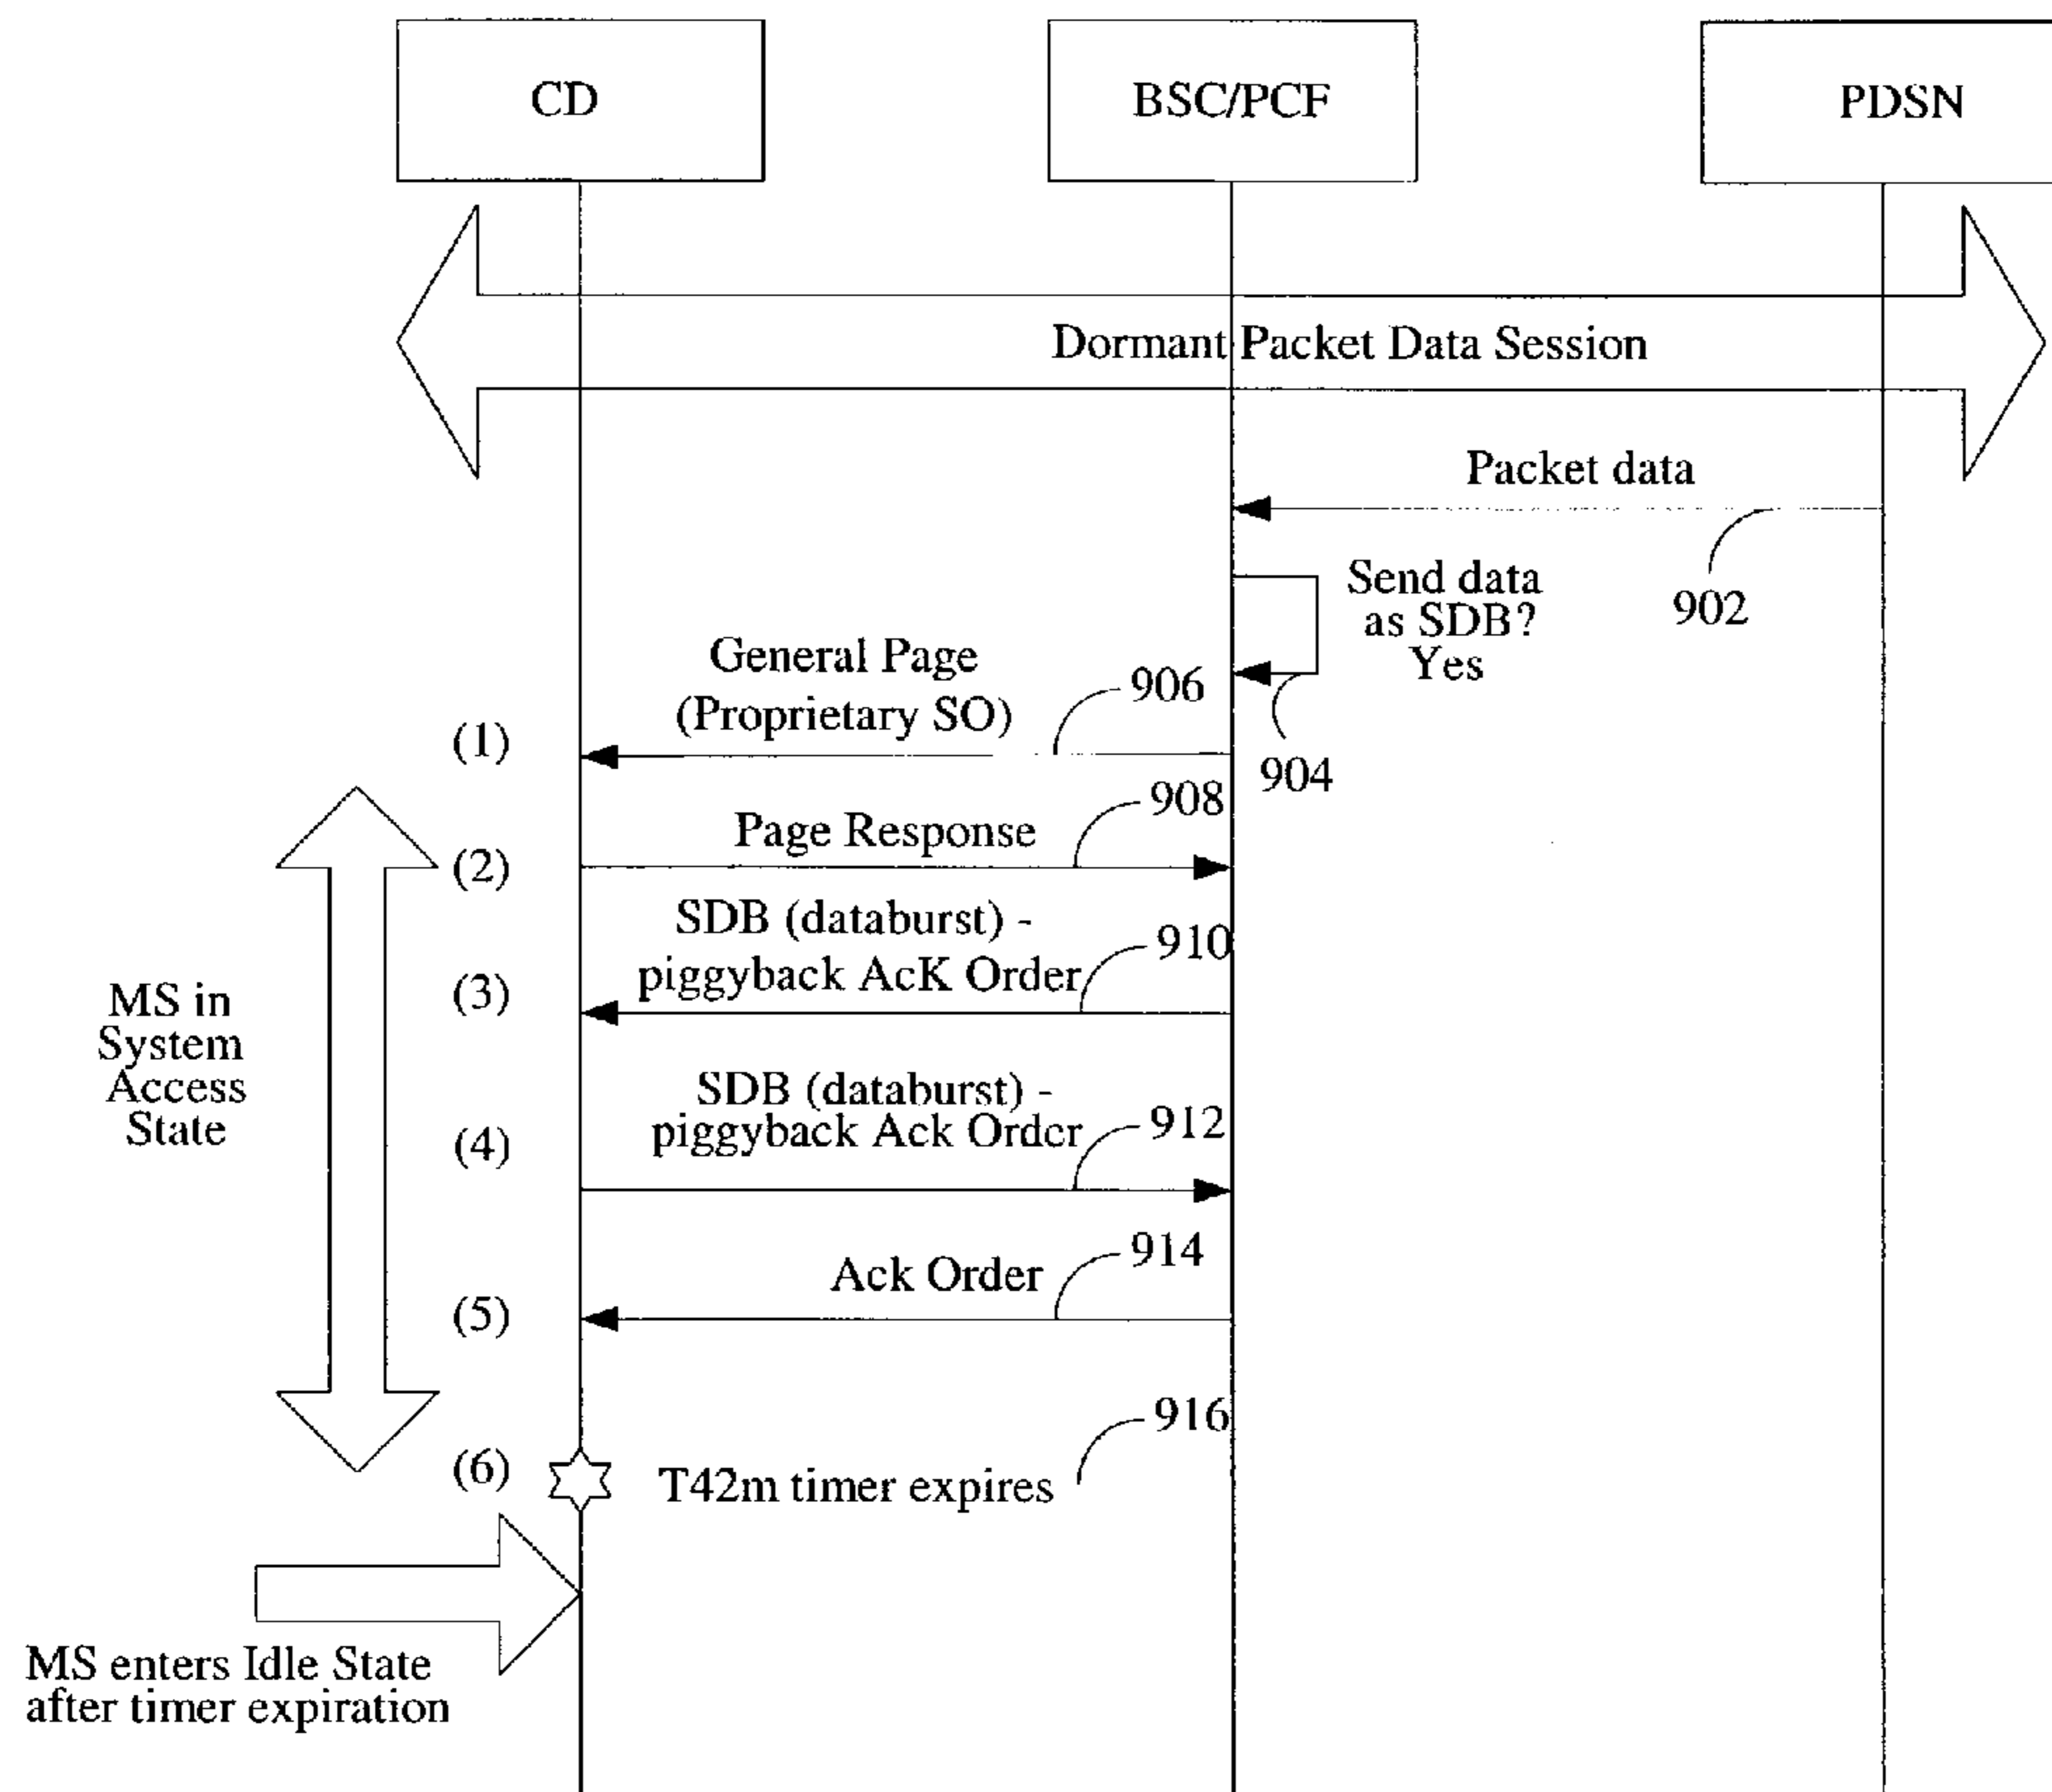 CD
BSC/PCF
PDSN
Dormant Packet Data Session
Packet data
902
Send data
as SDB?
Yes
904
General Page
(Proprietary SO)
906
(1)
Page Response
908
(2)
SDB (databurst) -
piggyback AcK Order
910
(3)
MS in
System
Access
State
SDB (databurst) -
piggyback Ack Order
912
(4)
Ack Order
914
(5)
916
(6)
T42m timer expires
MS enters Idle State
after timer expiration